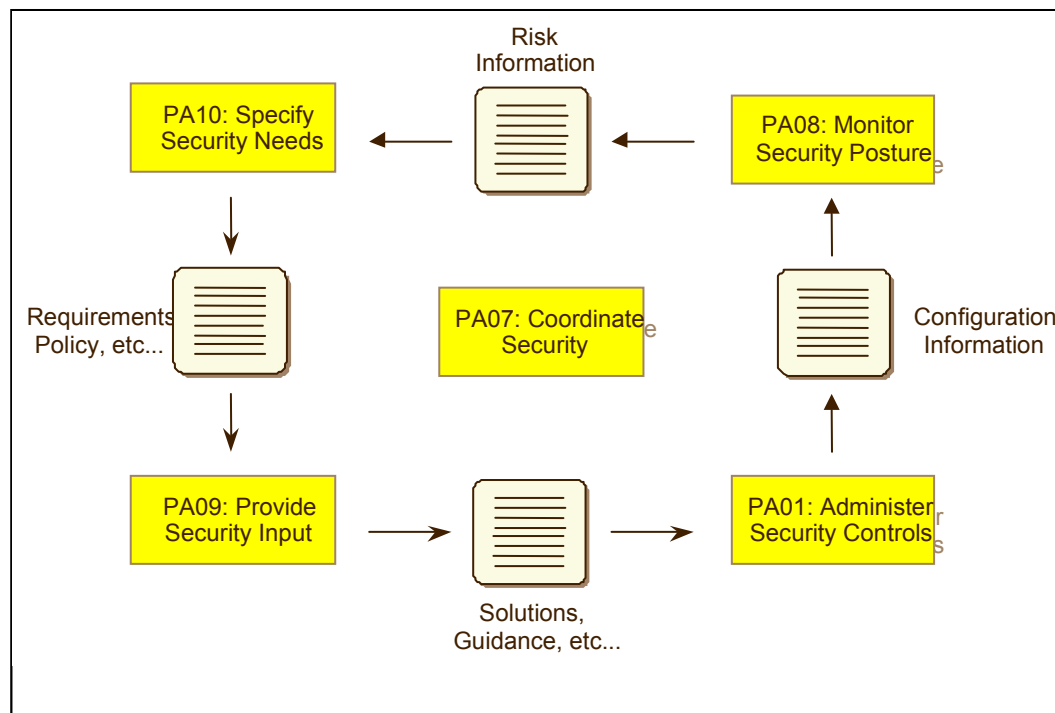 Risk
Information
PA10: Specify
Security Needs
PA08: Monitor
Security Posture
Requirements
Policy, etc...
PA07: Coordinate
Security
Configuration
Information
PA09: Provide
Security Input
PA01: Administer
Security Controls
Solutions,
Guidance, etc...